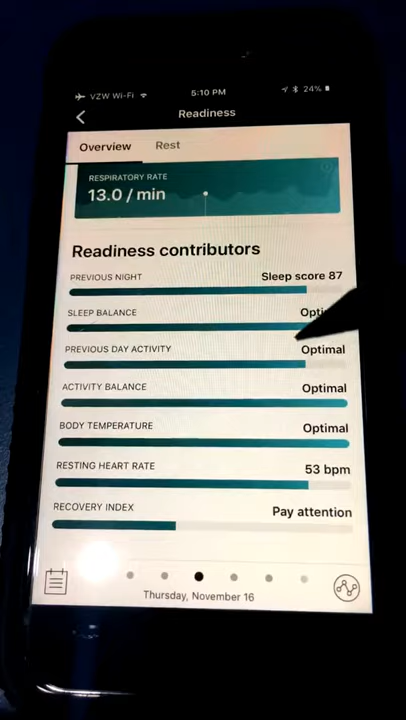 VZW Wi-Fi 5:10 PM 24%
Readiness
Overview Rest
RESPIRATORY RATE
13.0 / min
Readiness contributors
PREVIOUS NIGHT Sleep score 87
SLEEP BALANCE
PREVIOUS DAY ACTIVITY Optimal
ACTIVITY BALANCE Optimal
BODY TEMPERATURE Optimal
RESTING HEART RATE 53 bpm
RECOVERY INDEX Pay attention
Thursday, November 16